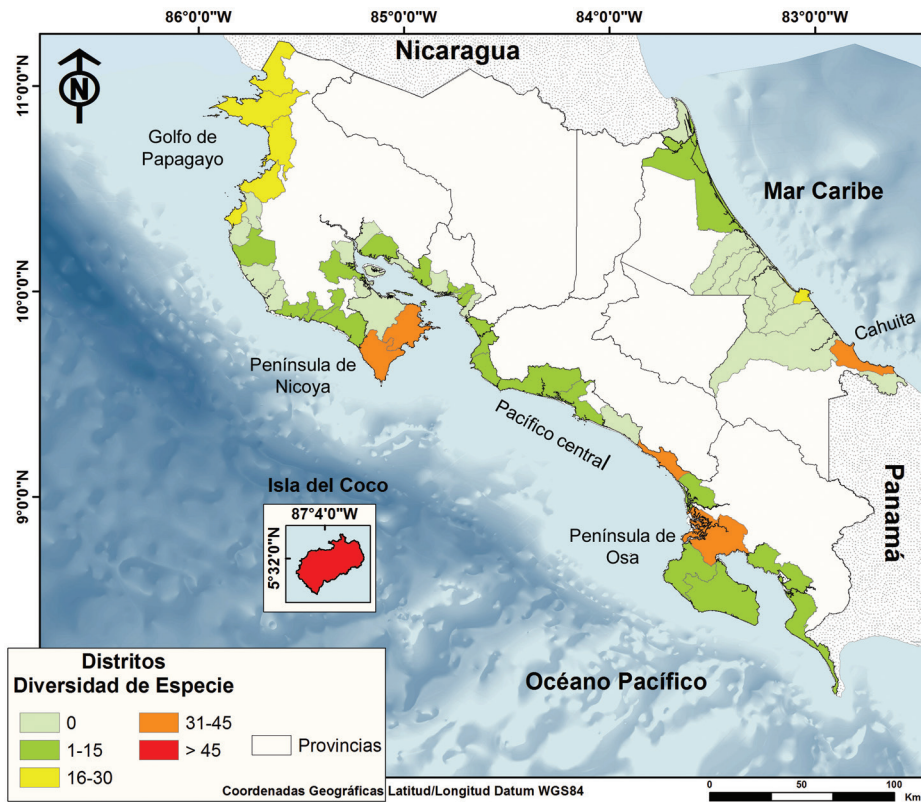 86°0'0"W
85°0'0"W
84°0'0"W
83°0'0"W
11°0'0"N
10°0'0"N
9°0'0"N
N
Nicaragua
Golfo de
Papagayo
Mar Caribe
Cahuita
Península de
Nicoya
Pacífico central
Isla del Coco
87°4'0"W
5°32'0"N
Península de
Osa
Panamá
Océano Pacífico
Distritos
Diversidad de Especie
0
1-15
16-30
31-45
> 45
Provincias
Coordenadas Geográficas Latitud/Longitud Datum WGS84
0 50 100
Km